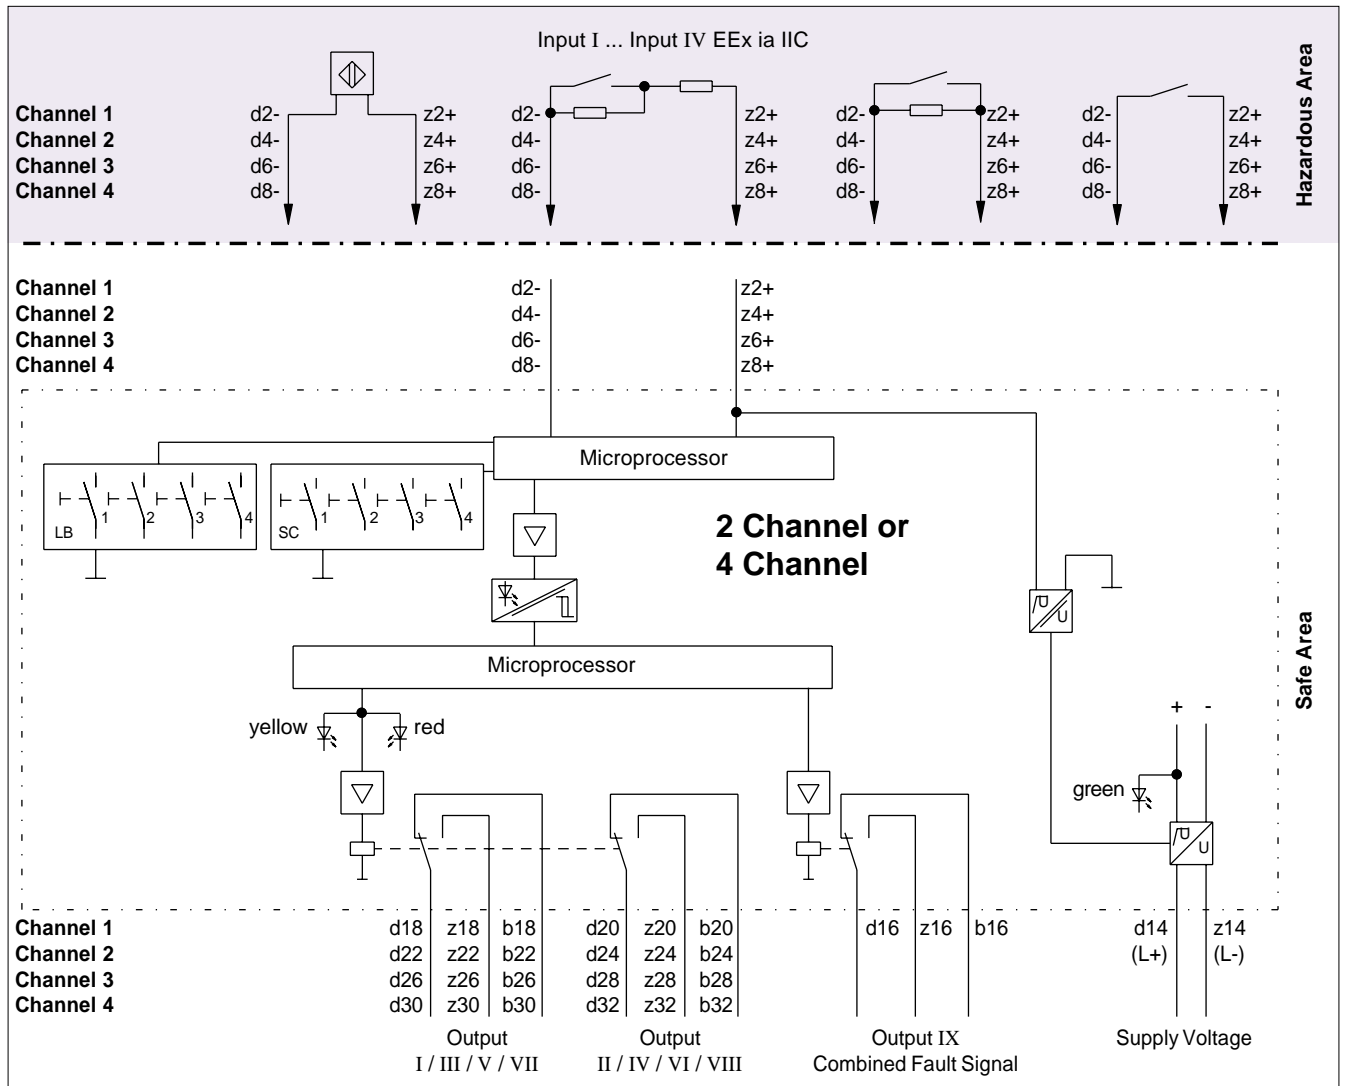 Input I ... Input IV EEx ia IIC
Hazardous Area
Channel 1 d2- z2+ d2- z2+ d2- z2+ d2- z2+
Channel 2 d4- z4+ d4- z4+ d4- z4+ d4- z4+
Channel 3 d6- z6+ d6- z6+ d6- z6+ d6- z6+
Channel 4 d8- z8+ d8- z8+ d8- z8+ d8- z8+
Channel 1 d2- z2+
Channel 2 d4- z4+
Channel 3 d6- z6+
Channel 4 d8- z8+
Microprocessor
1 2 3 4
LB
1 2 3 4
SC
2 Channel or
4 Channel
U U
Safe Area
Microprocessor
yellow red
+ -
green
U U
Channel 1 d18 z18 b18 d20 z20 b20 d16 z16 b16 d14 z14
Channel 2 d22 z22 b22 d24 z24 b24 (L+) (L-)
Channel 3 d26 z26 b26 d28 z28 b28
Channel 4 d30 z30 b30 d32 z32 b32
Output Output Output IX Supply Voltage
I / III / V / VII II / IV / VI / VIII Combined Fault Signal